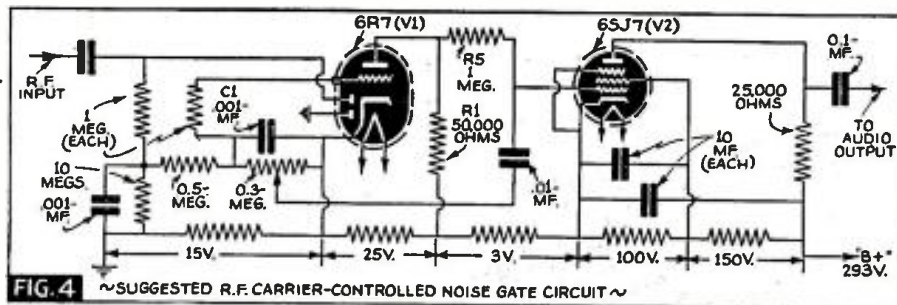 6R7(V1)
6SJ7(V2)
R.F.
INPUT
C1
.001-
MF.
1
MEG.
(EACH)
10
MEGS.
.001-
MF.
0.5-
MEG.
0.3-
MEG.
R5
1
MEG.
R1
50,000
OHMS
.01-
MF.
10
MF.
(EACH)
25,000
OHMS
0.1-
MF.
TO
AUDIO
OUTPUT
15V.
25V.
3V.
100V.
150V.
"B+"
293V.
FIG. 4
~SUGGESTED R.F. CARRIER-CONTROLLED NOISE GATE CIRCUIT~